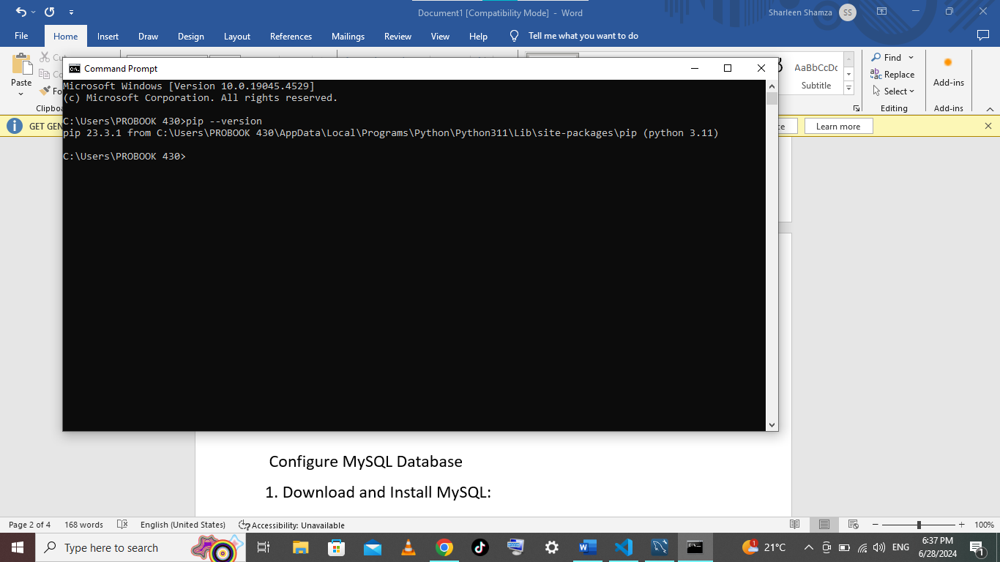 Document1 [Compatibility Mode] - Word
Sharleen Shamza
SS
File
Home
Insert
Draw
Design
Layout
References
Mailings
Review
View
Help
Tell me what you want to do
Paste
Cu
Co
Fo
Clipboa
AaBbCcDc
Subtitle
Find
Replace
Select
Editing
Add-ins
Add-ins
GET GEN
ce
Learn more
Command Prompt
Microsoft Windows [Version 10.0.19045.4529]
(c) Microsoft Corporation. All rights reserved.
C:\Users\PROBOOK 430>pip --version
pip 23.3.1 from C:\Users\PROBOOK 430\AppData\Local\Programs\Python\Python311\Lib\site-packages\pip (python 3.11)
C:\Users\PROBOOK 430>
Configure MySQL Database
1. Download and Install MySQL:
Page 2 of 4
168 words
English (United States)
Accessibility: Unavailable
100%
Type here to search
1
21°C
ENG
6:37 PM
6/28/2024
1